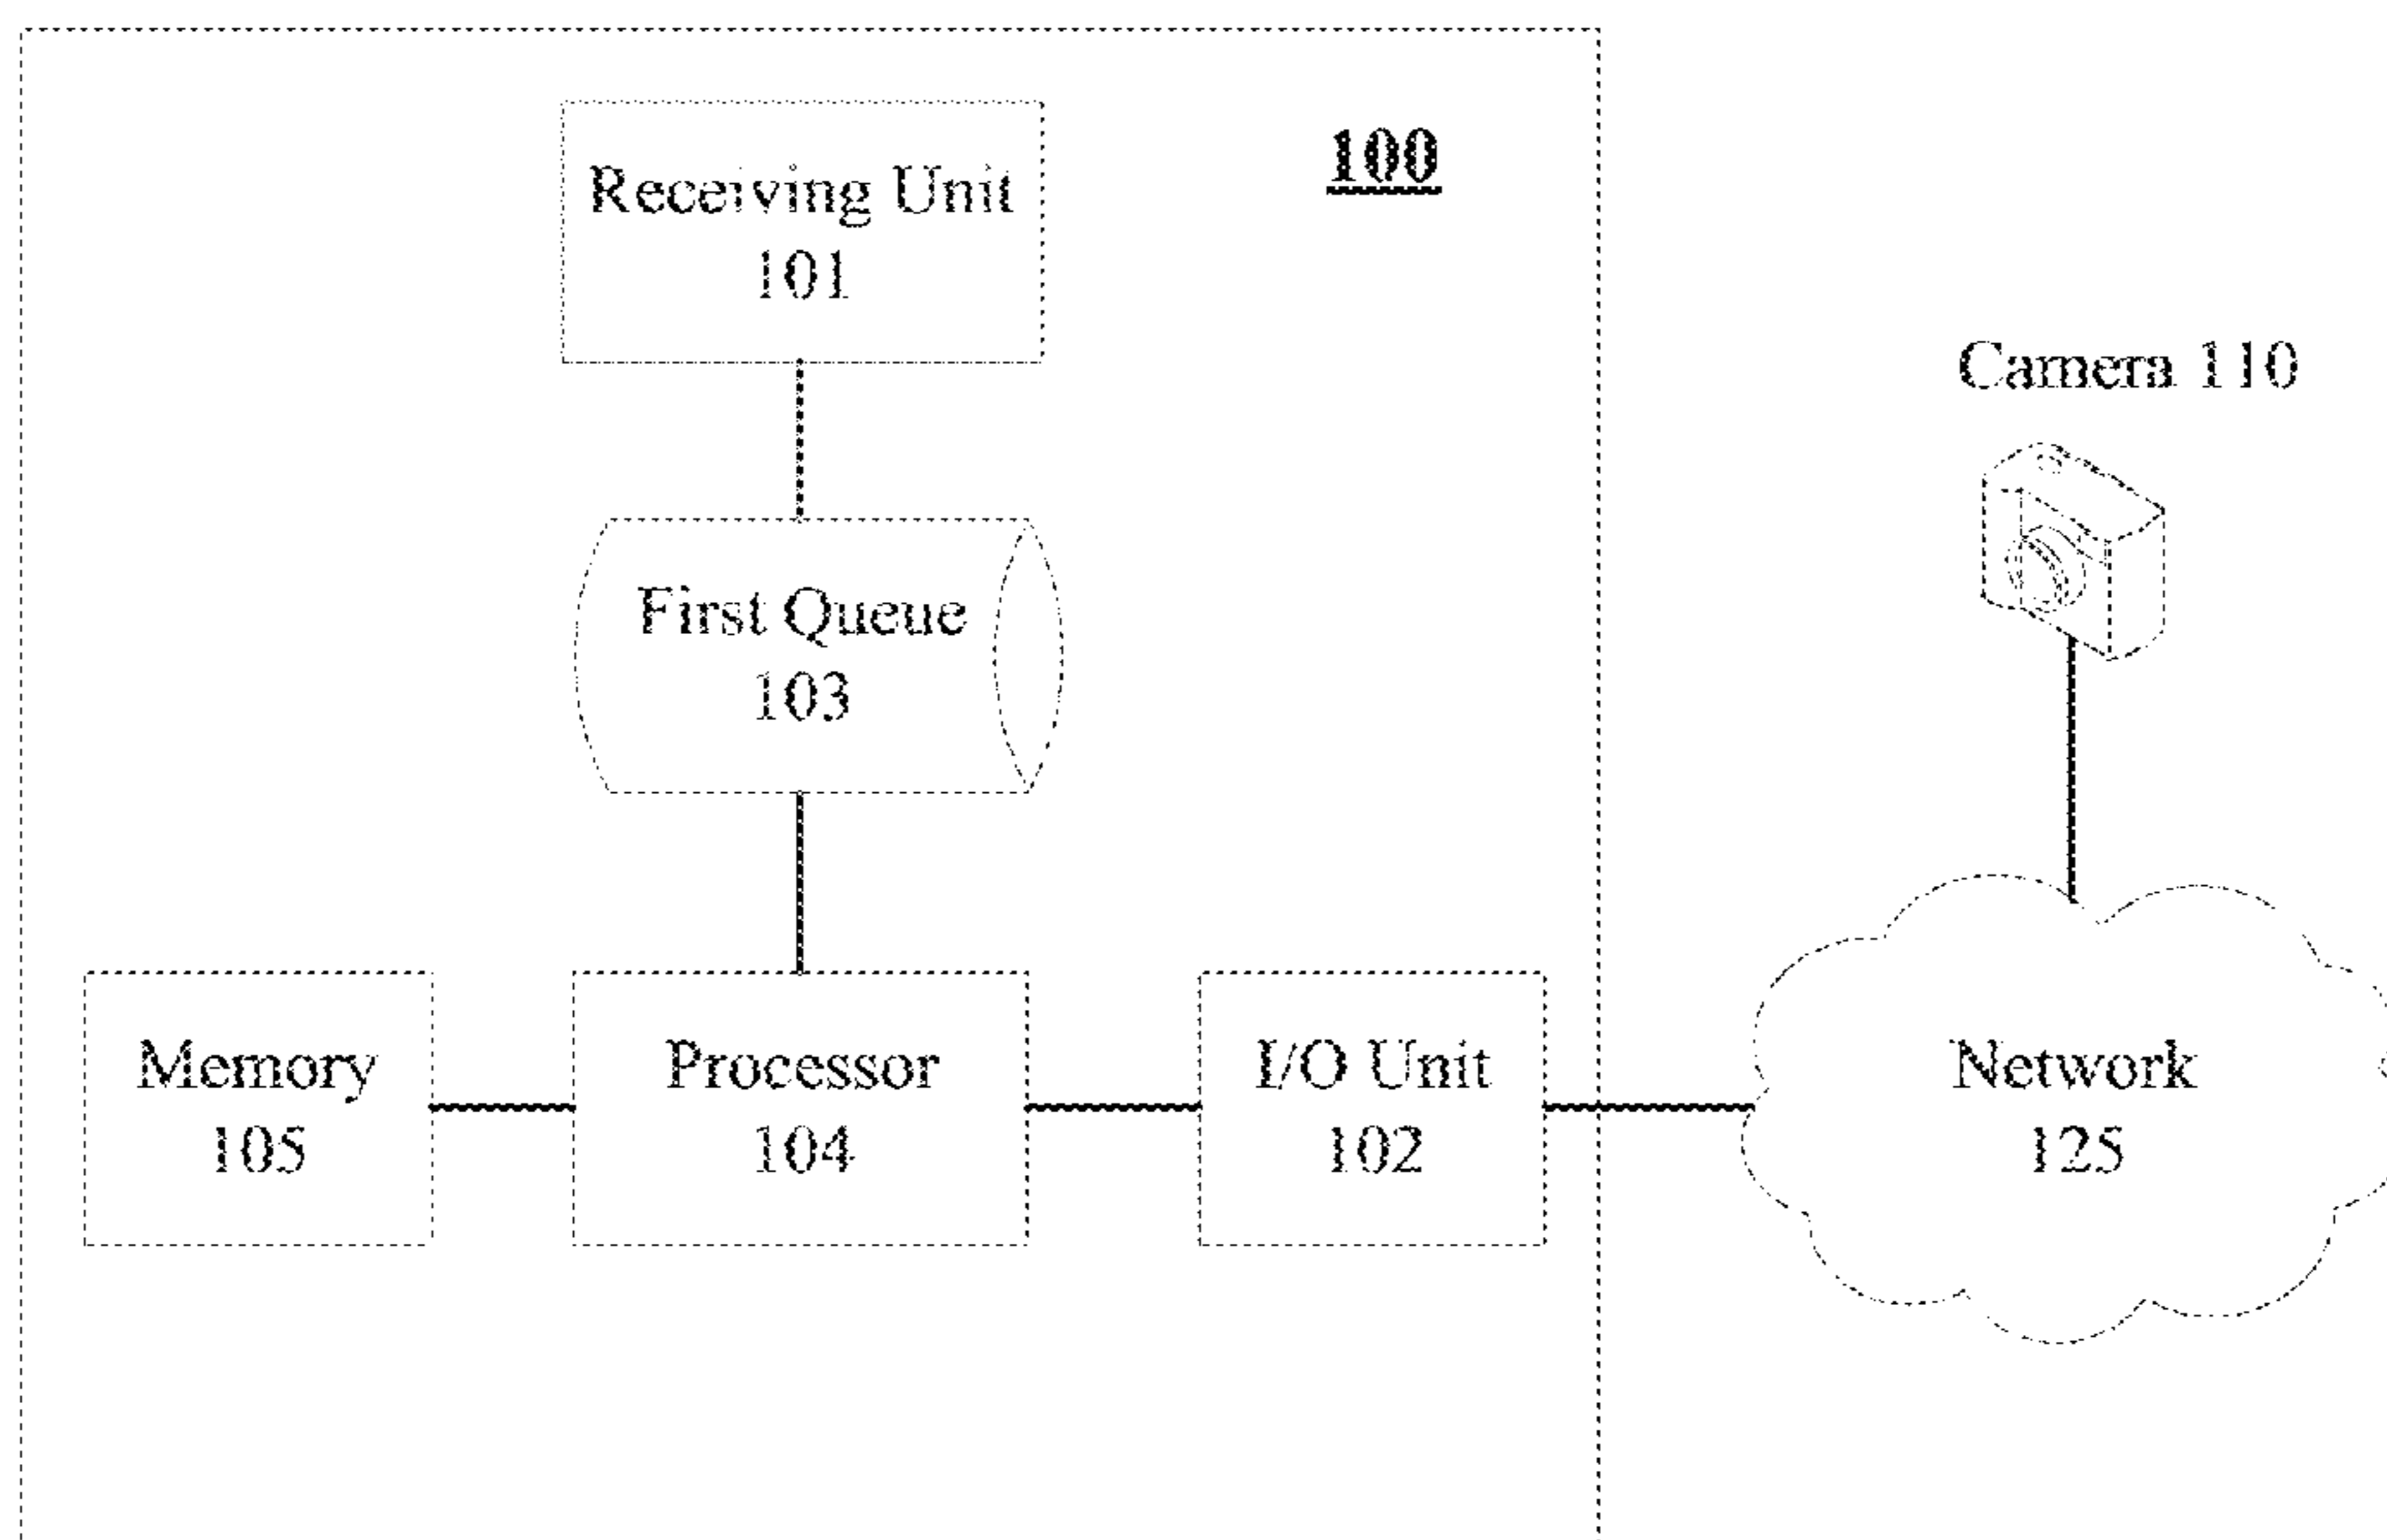 100
Receiving Unit
101
Camera 110
First Queue
103
Memory
105
Processor
104
I/O Unit
102
Network
125